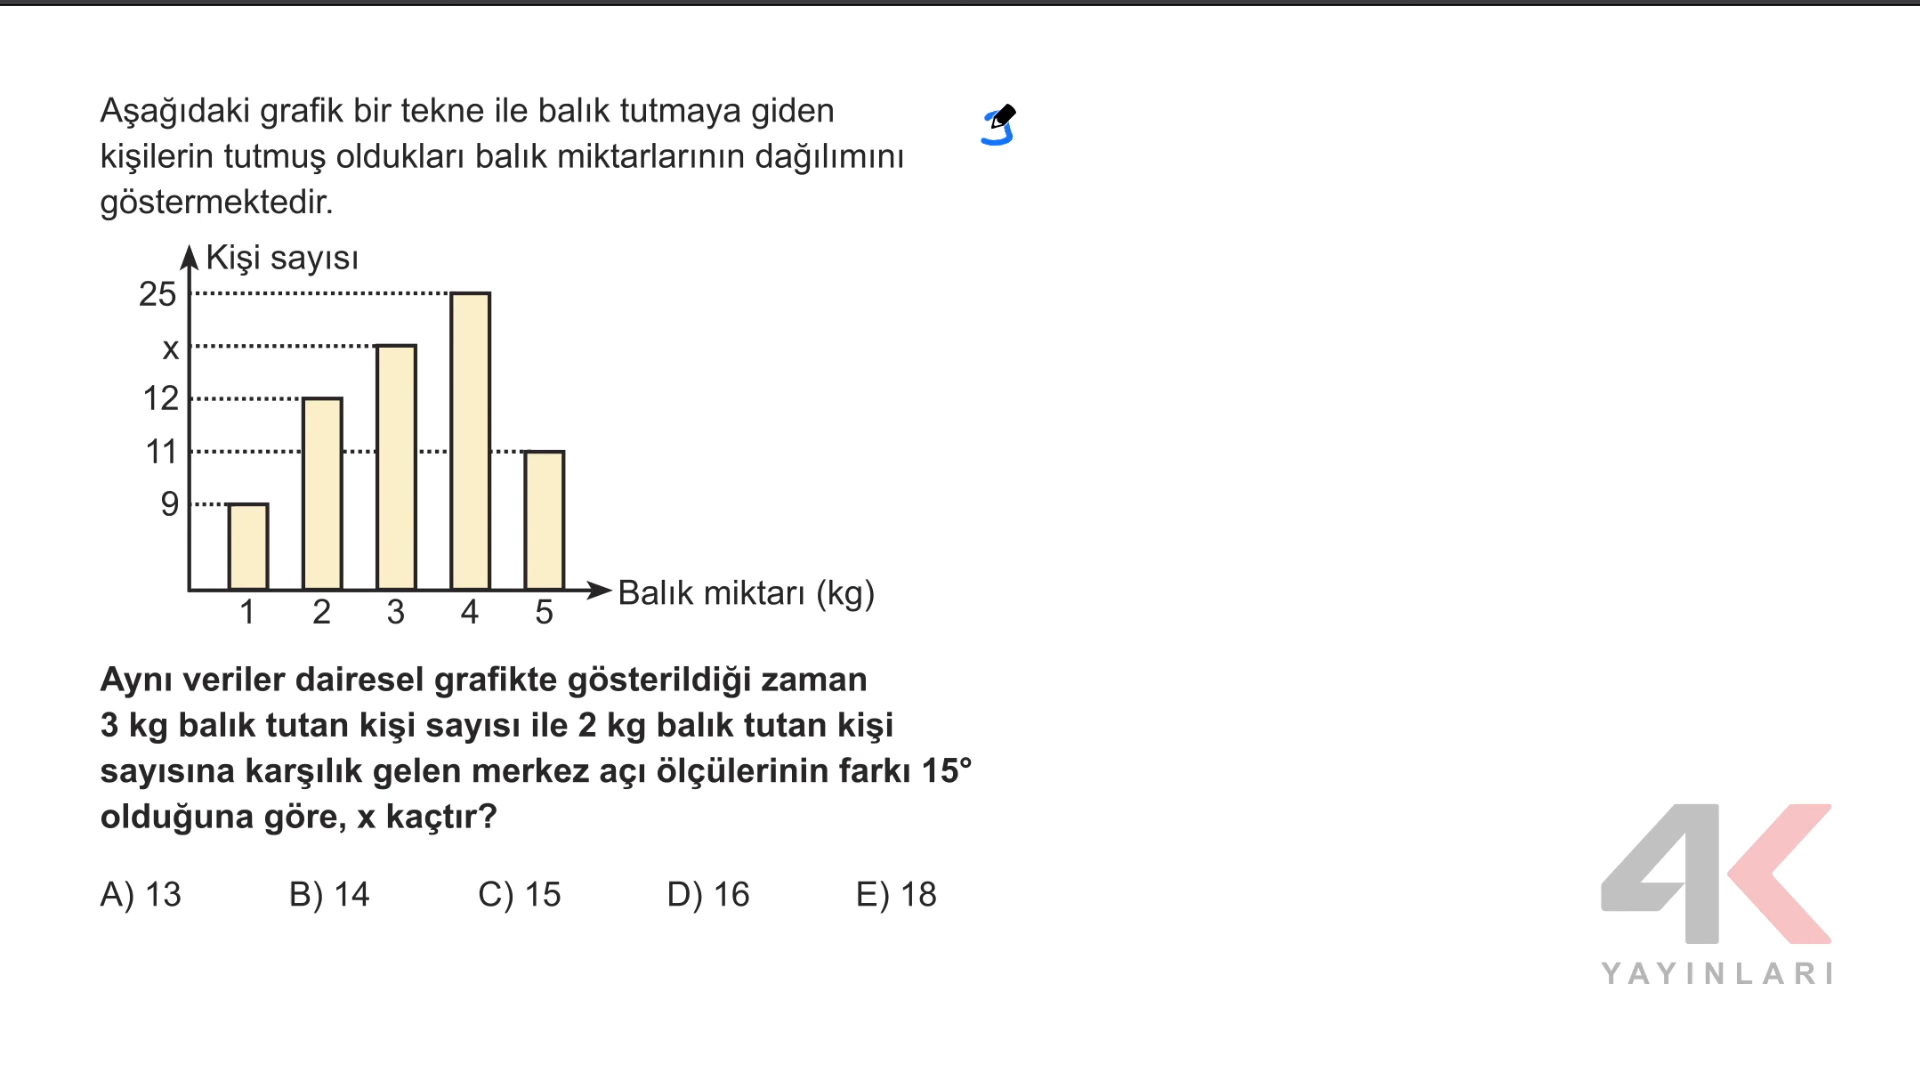 Aşağıdaki grafik bir tekne ile balık tutmaya giden
kişilerin tutmuş oldukları balık miktarlarının dağılımını
göstermektedir.
Kişi sayısı
25
x
12
11
9
1 2 3 4 5
Balık miktarı (kg)
Aynı veriler dairesel grafikte gösterildiği zaman
3 kg balık tutan kişi sayısı ile 2 kg balık tutan kişi
sayısına karşılık gelen merkez açı ölçülerinin farkı 15°
olduğuna göre, x kaçtır?
A) 13 B) 14 C) 15 D) 16 E) 18
4K
YAYINLARI